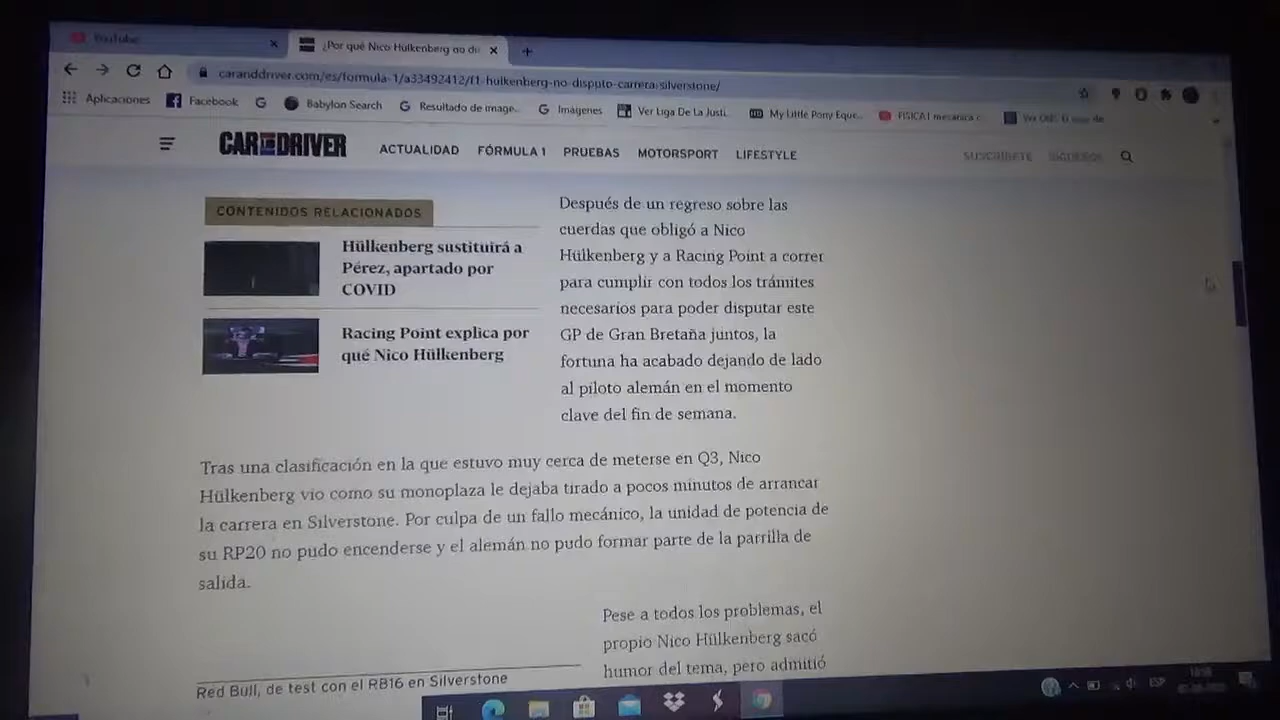 YouTube
¿Por qué Nico Hülkenberg no di
caranddriver.com/es/formula-1/a33492412/f1-hulkenberg-no-disputo-carrera-silverstone/
Aplicaciones Facebook G Babylon Search Resultado de image... Imágenes Ver Liga De La Justi... My Little Pony Eque... FISICA I mecánica c...
CAR AND DRIVER ACTUALIDAD FÓRMULA 1 PRUEBAS MOTORSPORT LIFESTYLE SUSCRÍBETE SÍGUENOS
CONTENIDOS RELACIONADOS
Hülkenberg sustituirá a
Pérez, apartado por
COVID
Racing Point explica por
qué Nico Hülkenberg
Después de un regreso sobre las
cuerdas que obligó a Nico
Hülkenberg y a Racing Point a correr
para cumplir con todos los trámites
necesarios para poder disputar este
GP de Gran Bretaña juntos, la
fortuna ha acabado dejando de lado
al piloto alemán en el momento
clave del fin de semana.
Tras una clasificación en la que estuvo muy cerca de meterse en Q3, Nico
Hülkenberg vio como su monoplaza le dejaba tirado a pocos minutos de arrancar
la carrera en Silverstone. Por culpa de un fallo mecánico, la unidad de potencia de
su RP20 no pudo encenderse y el alemán no pudo formar parte de la parrilla de
salida.
Pese a todos los problemas, el
propio Nico Hülkenberg sacó
humor del tema, pero admitió
Red Bull, de test con el RB16 en Silverstone
ESP